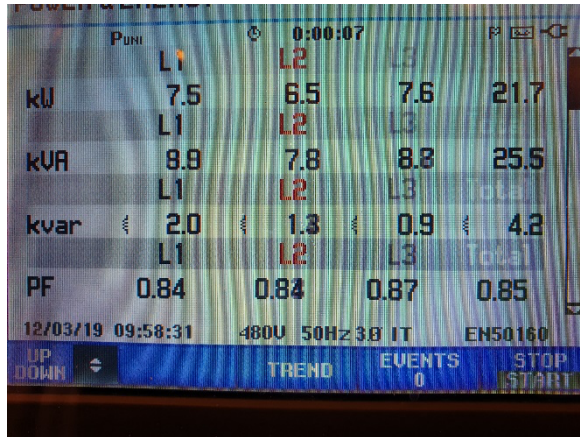 POWER & ENERGY
PUNI 0:00:07
L1 L2 L3
kW 7.5 6.5 7.6 21.7
L1 L2 L3
kVA 8.9 7.8 8.8 25.5
L1 L2 L3 Total
kvar 2.0 1.3 0.9 4.2
L1 L2 L3 Total
PF 0.84 0.84 0.87 0.85
12/03/19 09:58:31 480V 50Hz 3Ø IT EN50160
UP DOWN TREND EVENTS 0 STOP START